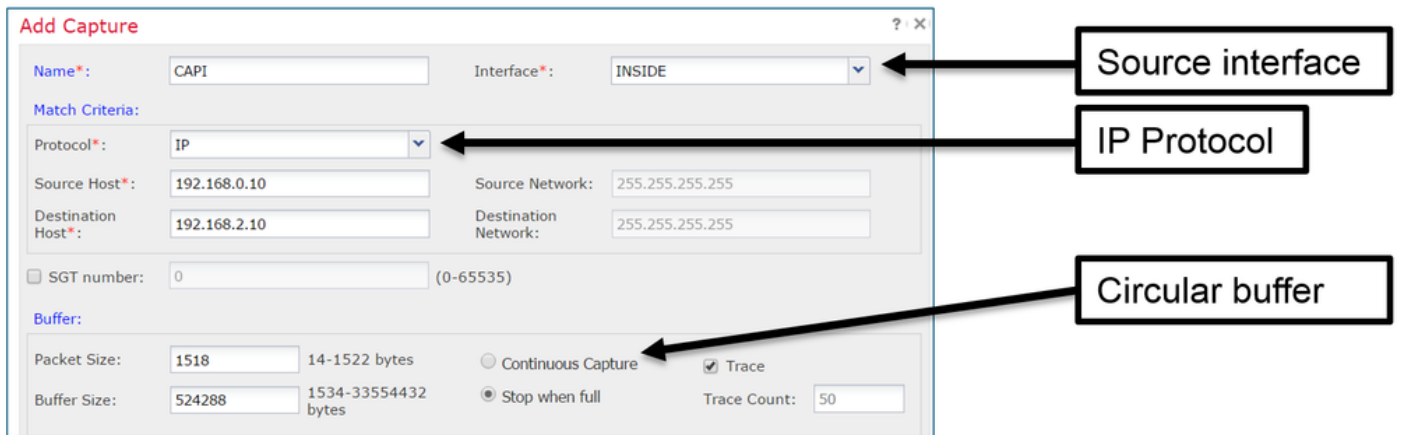 Add Capture ? X
Name*: CAPI Interface*: INSIDE
Source interface
Match Criteria:
Protocol*: IP
IP Protocol
Source Host*: 192.168.0.10 Source Network: 255.255.255.255
Destination Host*: 192.168.2.10 Destination Network: 255.255.255.255
SGT number: 0 (0-65535)
Circular buffer
Buffer:
Packet Size: 1518 14-1522 bytes Continuous Capture Trace
Buffer Size: 524288 1534-33554432 bytes Stop when full Trace Count: 50